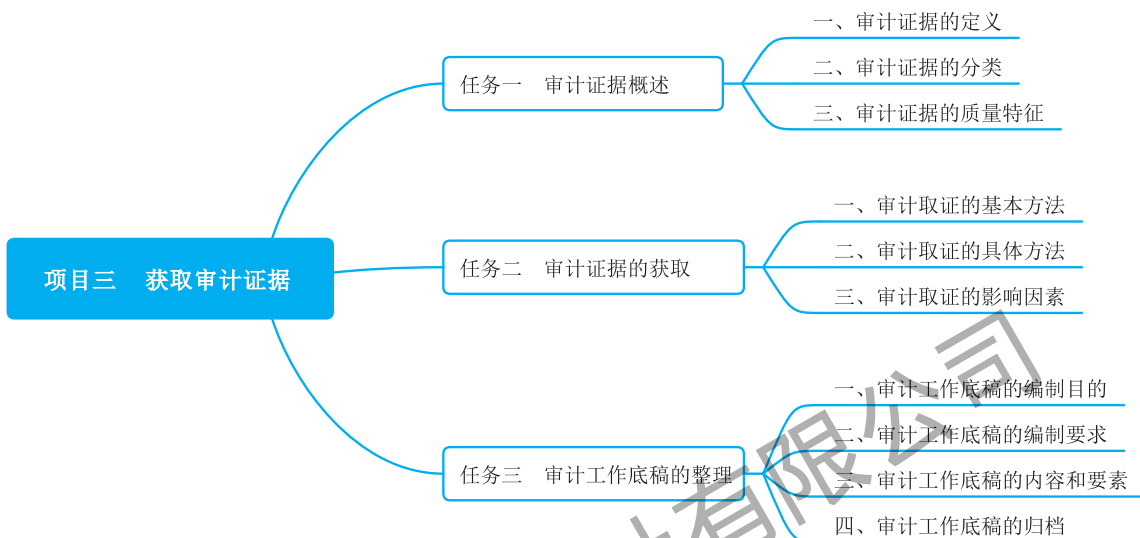 项目三 获取审计证据
任务一 审计证据概述
一、审计证据的定义
二、审计证据的分类
三、审计证据的质量特征
任务二 审计证据的获取
一、审计取证的基本方法
二、审计取证的具体方法
三、审计取证的影响因素
任务三 审计工作底稿的整理
一、审计工作底稿的编制目的
二、审计工作底稿的编制要求
三、审计工作底稿的内容和要素
四、审计工作底稿的归档
有限公司